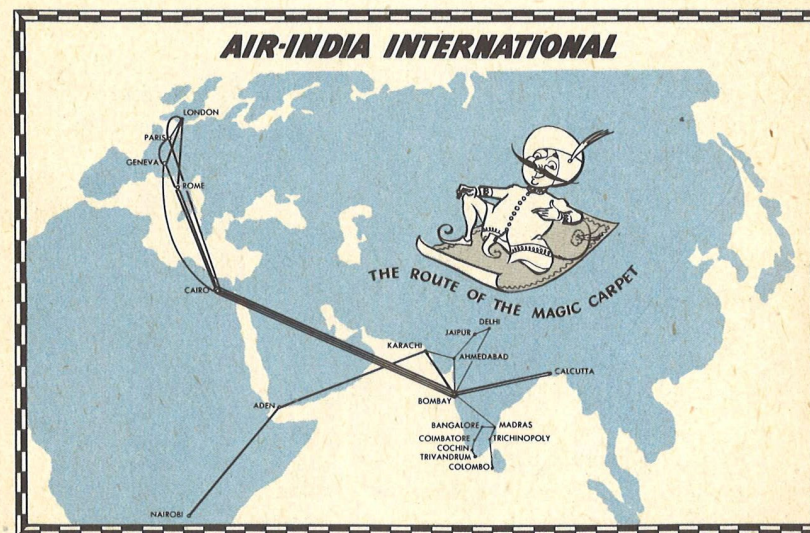 AIR-INDIA INTERNATIONAL
LONDON
PARIS
GENEVA
ROME
THE ROUTE OF THE MAGIC CARPET
CAIRO
DELHI
JAIPUR
KARACHI
AHMEDABAD
CALCUTTA
BOMBAY
ADEN
BANGALORE
MADRAS
COIMBATORE
TRICHINOPOLY
COCHIN
TRIVANDRUM
COLOMBO
NAIROBI